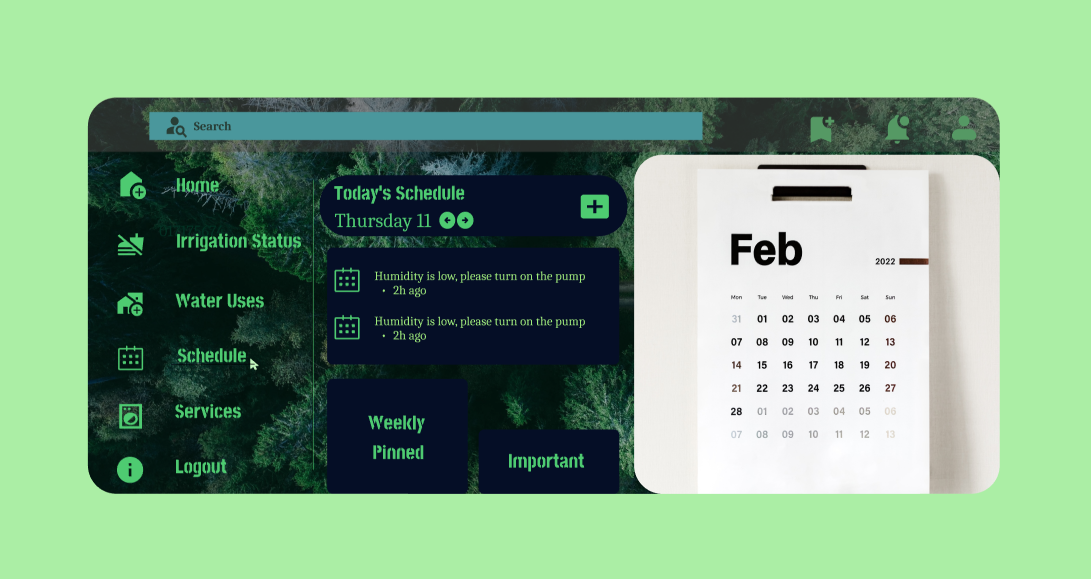 Search
Home
Irrigation Status
Water Uses
Schedule
Services
Logout
Today's Schedule
Thursday 11
Humidity is low, please turn on the pump
• 2h ago
Humidity is low, please turn on the pump
• 2h ago
Weekly
Pinned
Important
Feb
2022
Mon Tue Wed Thu Fri Sat Sun
31 01 02 03 04 05 06
07 08 09 10 11 12 13
14 15 16 17 18 19 20
21 22 23 24 25 26 27
28 01 02 03 04 05 06
07 08 09 10 11 12 13